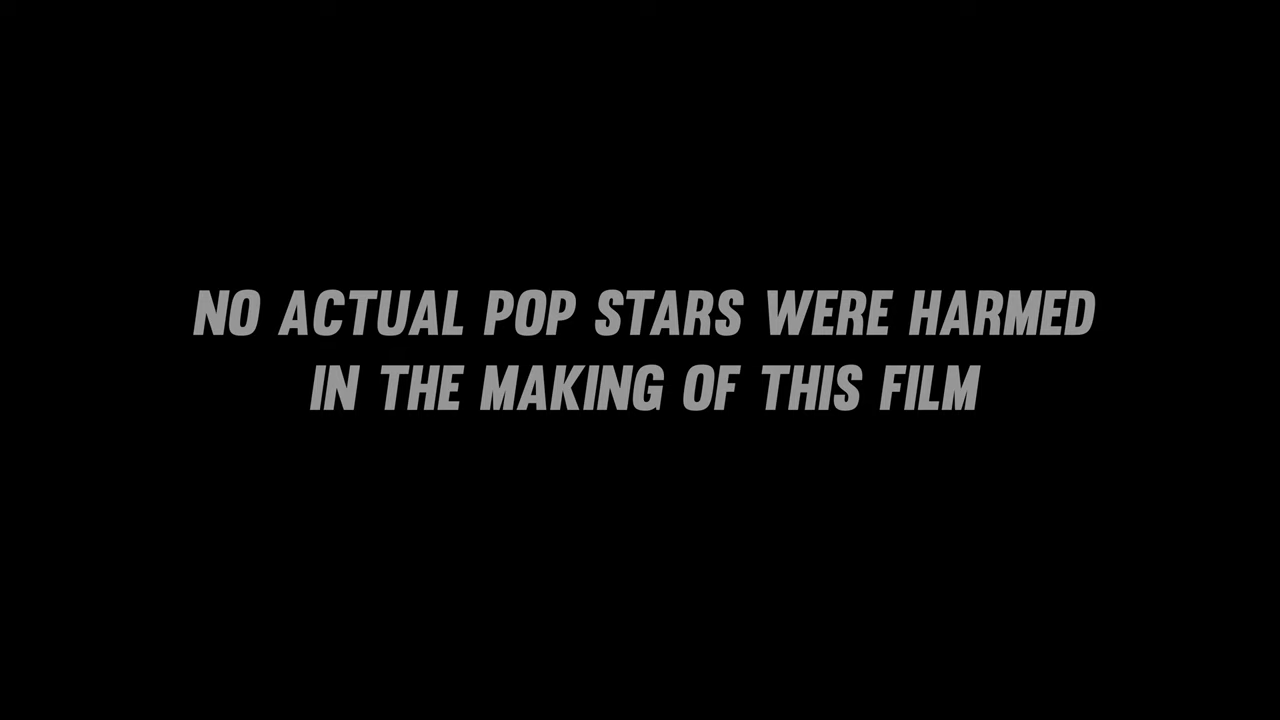 NO ACTUAL POP STARS WERE HARMED
IN THE MAKING OF THIS FILM